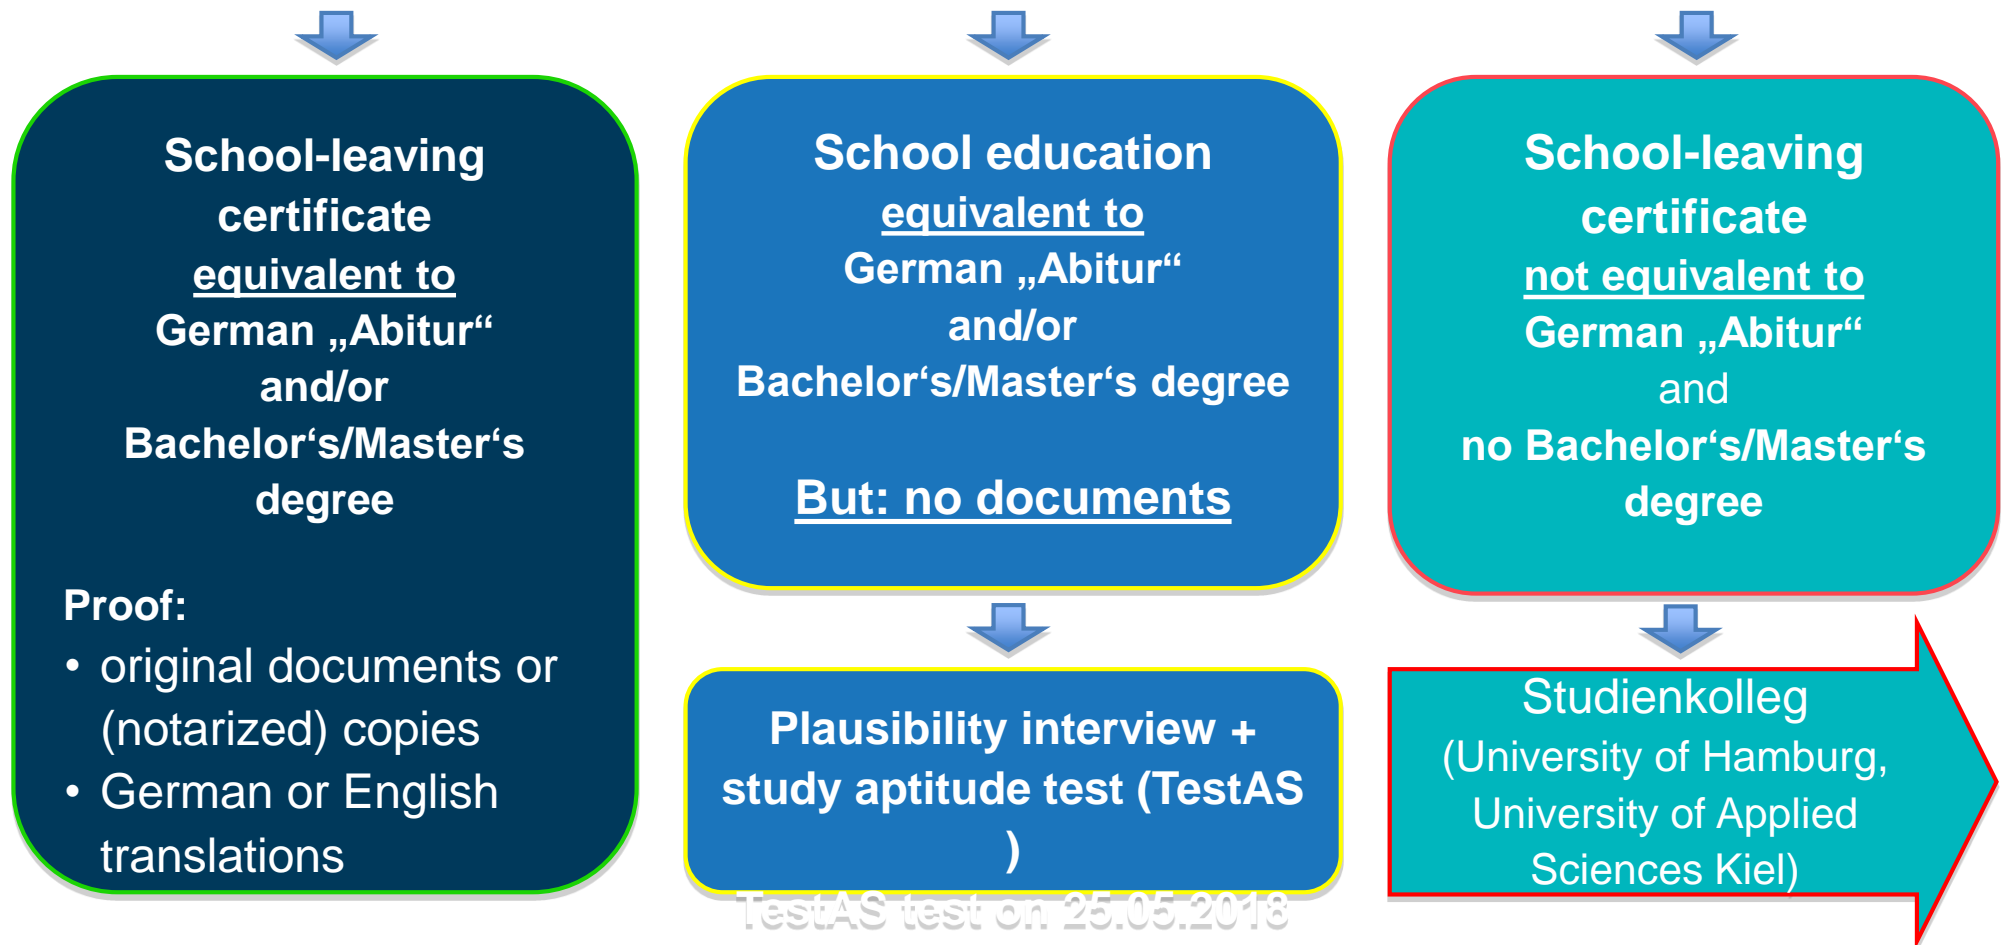 School-leaving
certificate
equivalent to
German „Abitur“
and/or
Bachelor‘s/Master‘s
degree
Proof:
• original documents or
(notarized) copies
• German or English
translations
School education
equivalent to
German „Abitur“
and/or
Bachelor‘s/Master‘s degree
But: no documents
Plausibility interview +
study aptitude test (TestAS
)
TestAS test on 25.05.2018
School-leaving
certificate
not equivalent to
German „Abitur“
and
no Bachelor‘s/Master‘s
degree
Studienkolleg
(University of Hamburg,
University of Applied
Sciences Kiel)